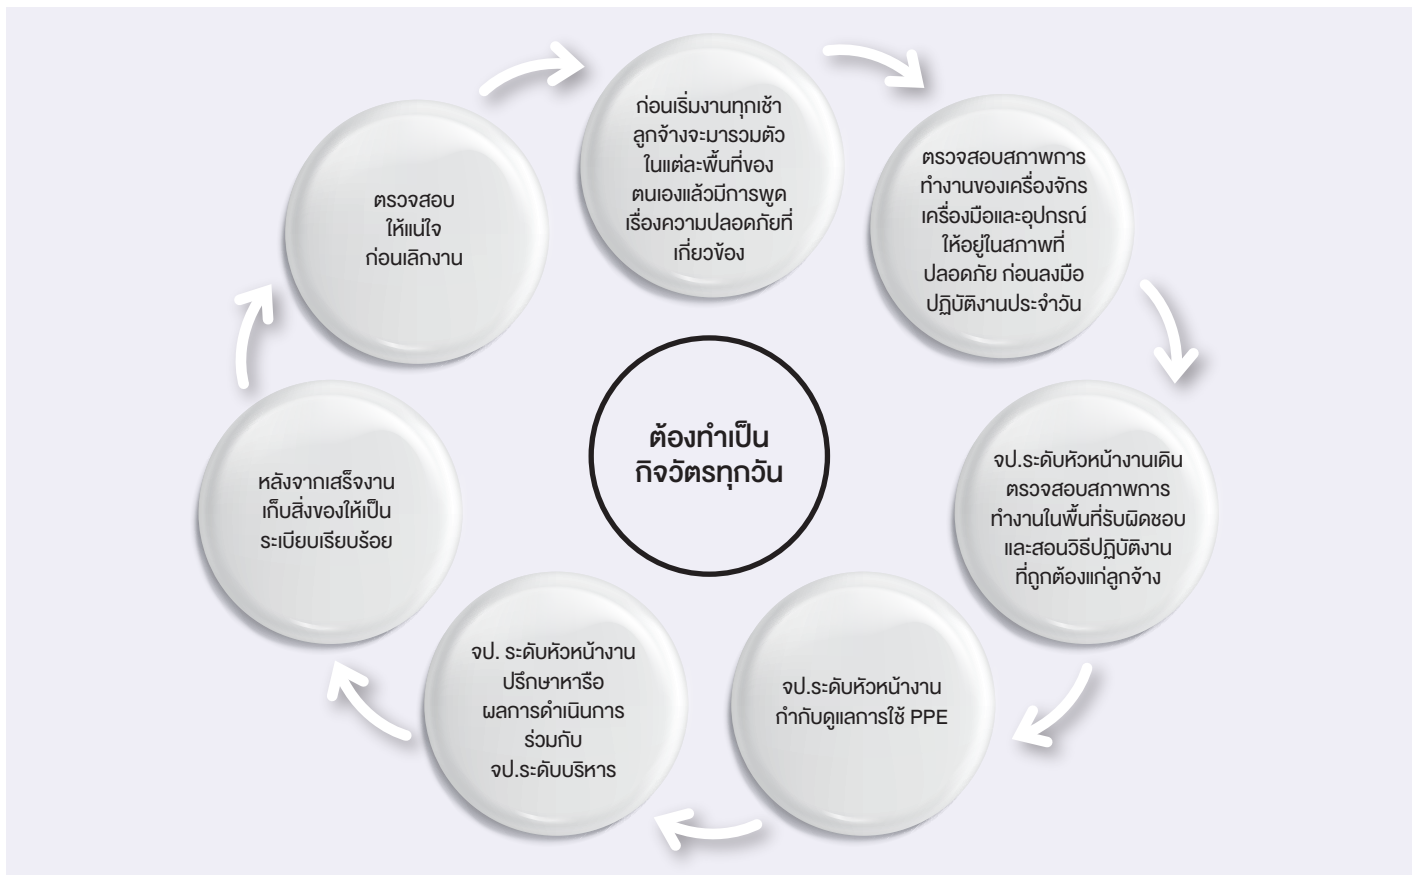 ก่อนเริ่มงานทุกเช้า
ลูกจ้างจะมารวมตัว
ในแต่ละพื้นที่ของ
ตนเองแล้วมีการพูด
เรื่องความปลอดภัยที่
เกี่ยวข้อง
ตรวจสอบสภาพการ
ทำงานของเครื่องจักร
เครื่องมือและอุปกรณ์
ให้อยู่ในสภาพที่
ปลอดภัย ก่อนลงมือ
ปฏิบัติงานประจำวัน
จป.ระดับหัวหน้างานเดิน
ตรวจสอบสภาพการ
ทำงานในพื้นที่รับผิดชอบ
และสอนวิธีปฏิบัติงาน
ที่ถูกต้องแก่ลูกจ้าง
จป.ระดับหัวหน้างาน
กำกับดูแลการใช้ PPE
จป. ระดับหัวหน้างาน
ปรึกษาหารือ
ผลการดำเนินการ
ร่วมกับ
จป.ระดับบริหาร
หลังจากเสร็จงาน
เก็บสิ่งของให้เป็น
ระเบียบเรียบร้อย
ตรวจสอบ
ให้แน่ใจ
ก่อนเลิกงาน
ต้องทำเป็น
กิจวัตรทุกวัน